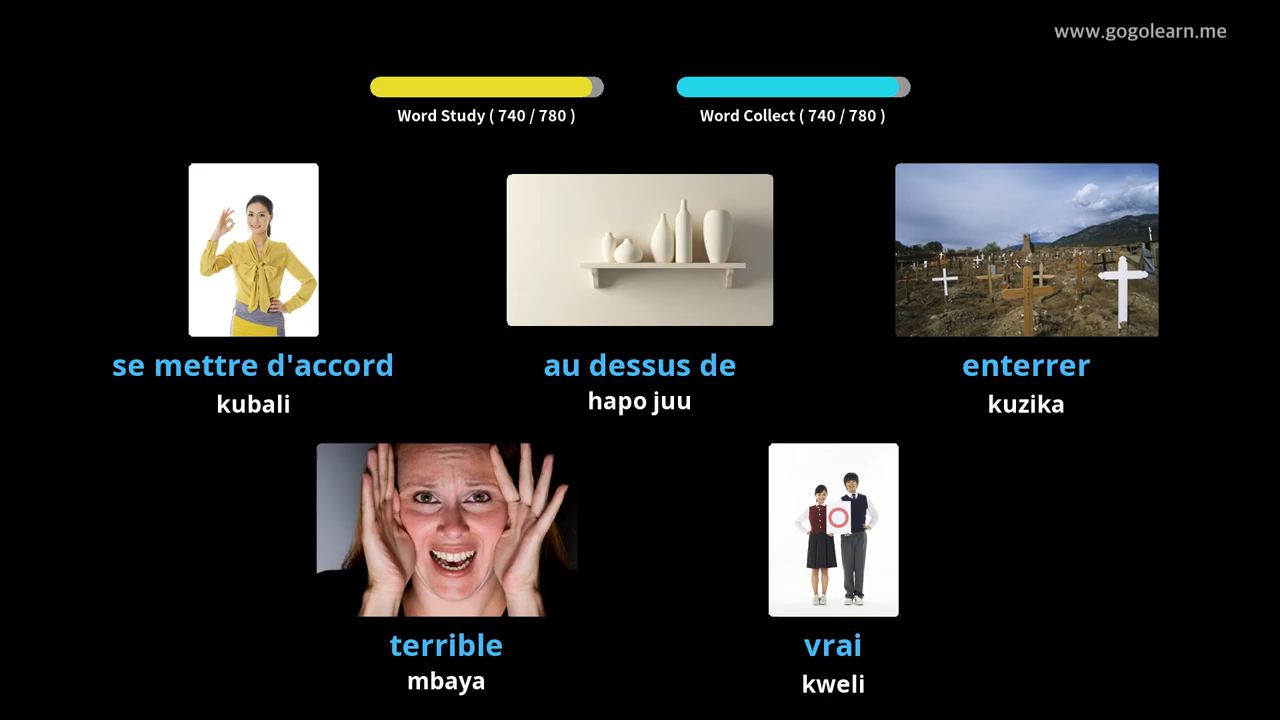 www.gogolearn.me
Word Study ( 740 / 780 )
Word Collect ( 740 / 780 )
se mettre d'accord
kubali
au dessus de
hapo juu
enterrer
kuzika
terrible
mbaya
vrai
kweli